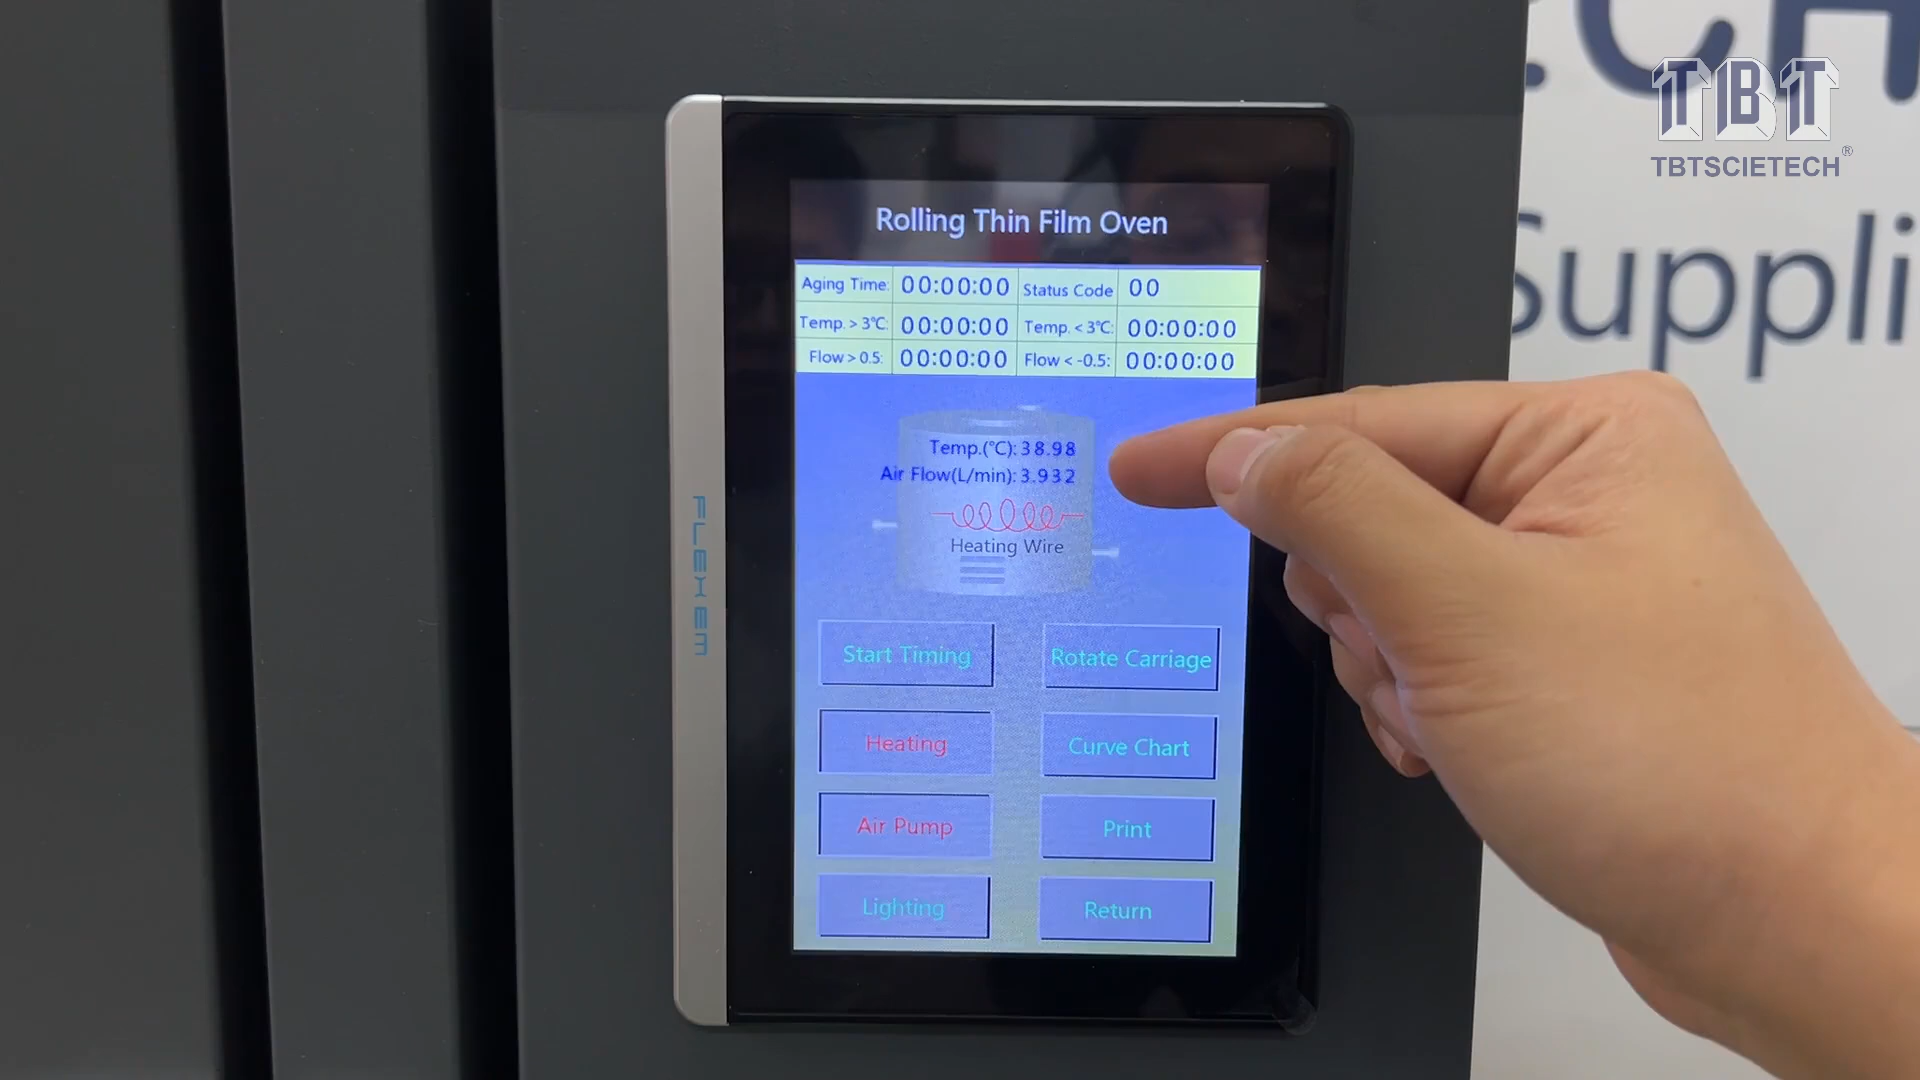 CH
TBT
TBTSCIETECH®
Suppli
FLEXEM
Rolling Thin Film Oven
Aging Time: 00:00:00 Status Code 00
Temp. > 3℃: 00:00:00 Temp. < 3℃: 00:00:00
Flow > 0.5: 00:00:00 Flow < -0.5: 00:00:00
Temp.(℃): 38.98
Air Flow(L/min): 3.932
Heating Wire
Start Timing Rotate Carriage
Heating Curve Chart
Air Pump Print
Lighting Return